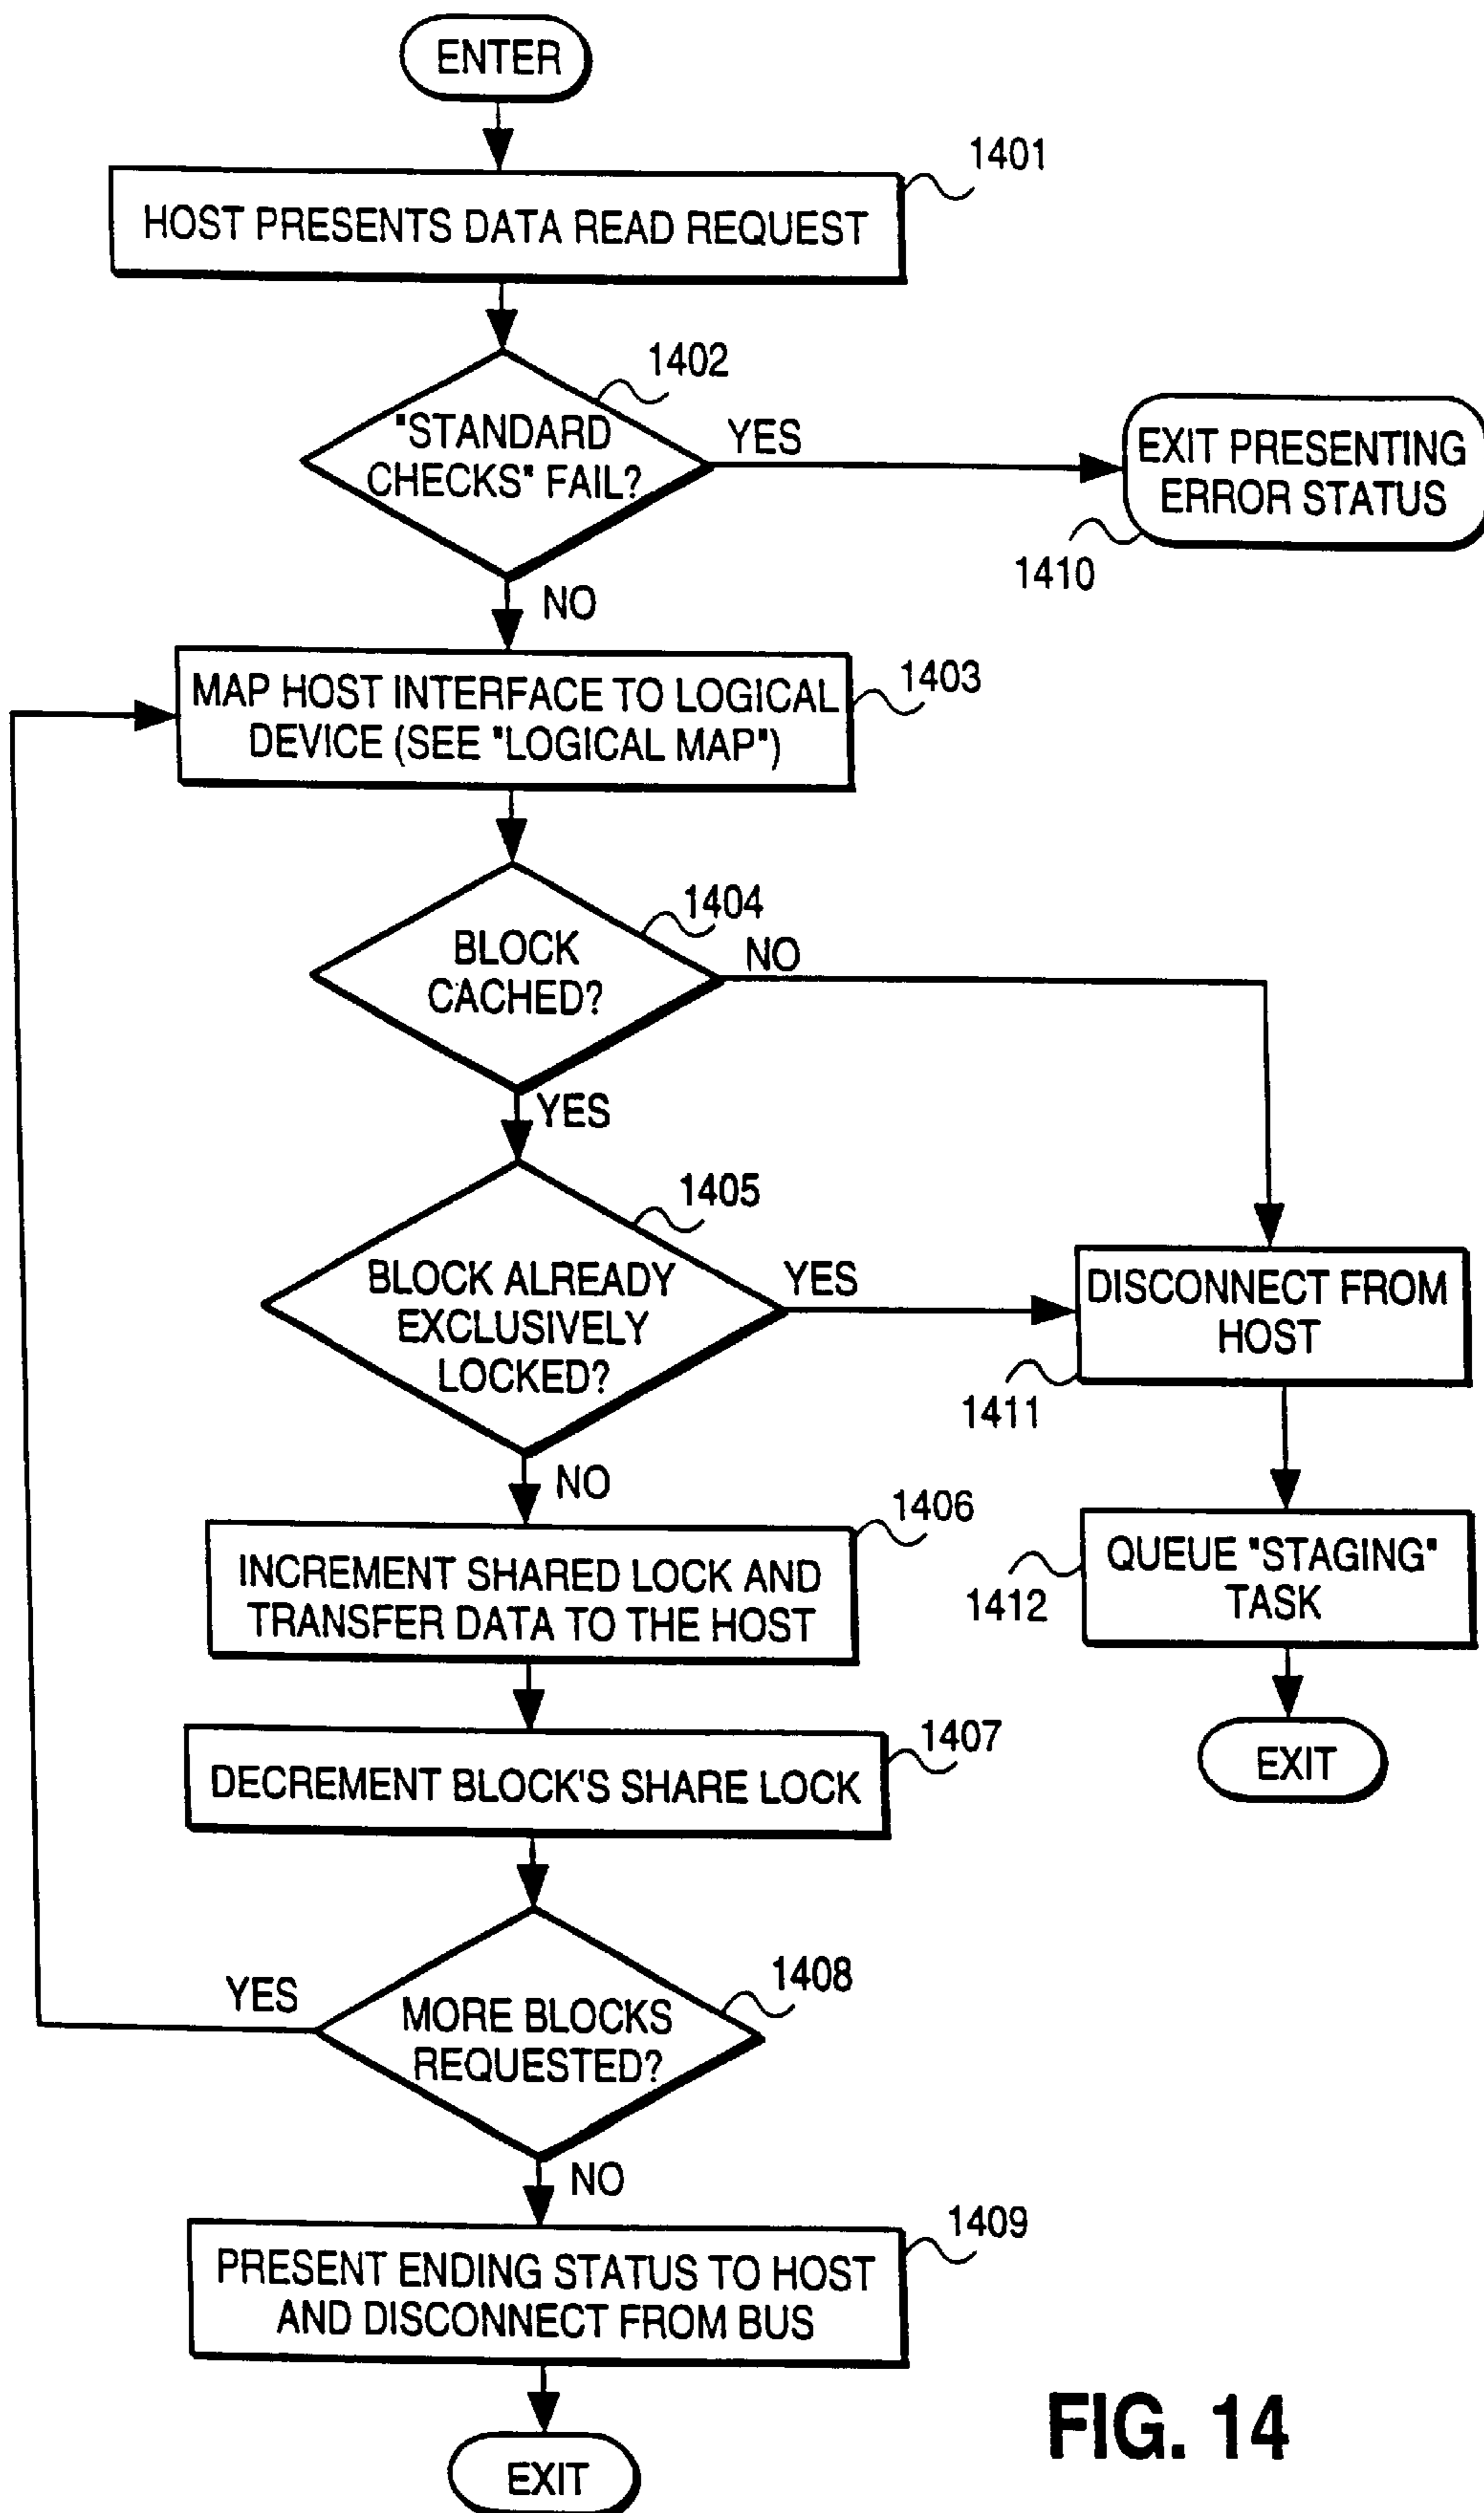 ENTER
1401
HOST PRESENTS DATA READ REQUEST
1402
"STANDARD
CHECKS" FAIL?
YES
EXIT PRESENTING
ERROR STATUS
1410
NO
MAP HOST INTERFACE TO LOGICAL
DEVICE (SEE "LOGICAL MAP")
1403
1404
BLOCK
CACHED?
NO
YES
1405
BLOCK ALREADY
EXCLUSIVELY
LOCKED?
YES
DISCONNECT FROM
HOST
1411
NO
1406
INCREMENT SHARED LOCK AND
TRANSFER DATA TO THE HOST
QUEUE "STAGING"
TASK
1412
1407
DECREMENT BLOCK'S SHARE LOCK
EXIT
1408
YES
MORE BLOCKS
REQUESTED?
NO
1409
PRESENT ENDING STATUS TO HOST
AND DISCONNECT FROM BUS
EXIT
FIG. 14